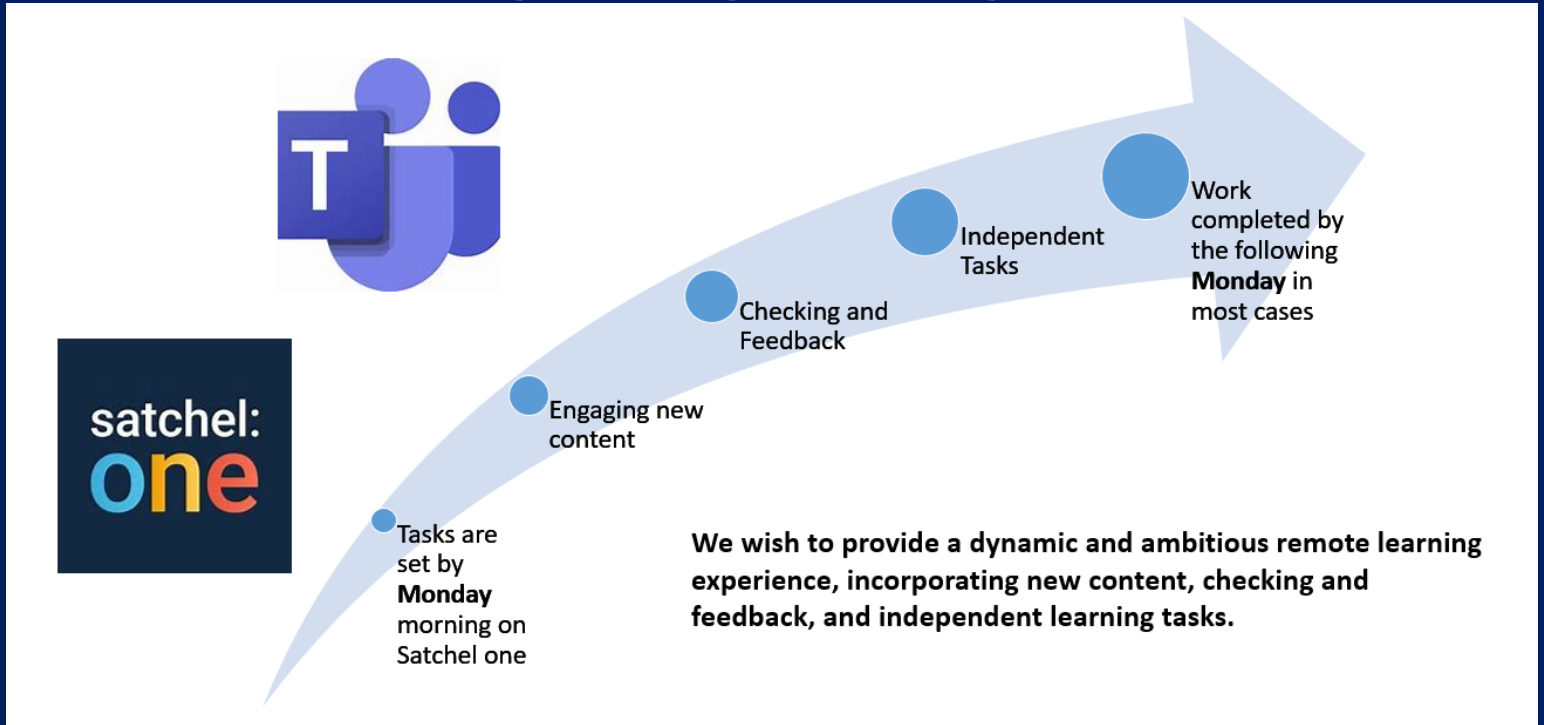 T
satchel:
one
Tasks are
set by
Monday
morning on
Satchel one
Engaging new
content
Checking and
Feedback
Independent
Tasks
Work
completed by
the following
Monday in
most cases
We wish to provide a dynamic and ambitious remote learning
experience, incorporating new content, checking and
feedback, and independent learning tasks.